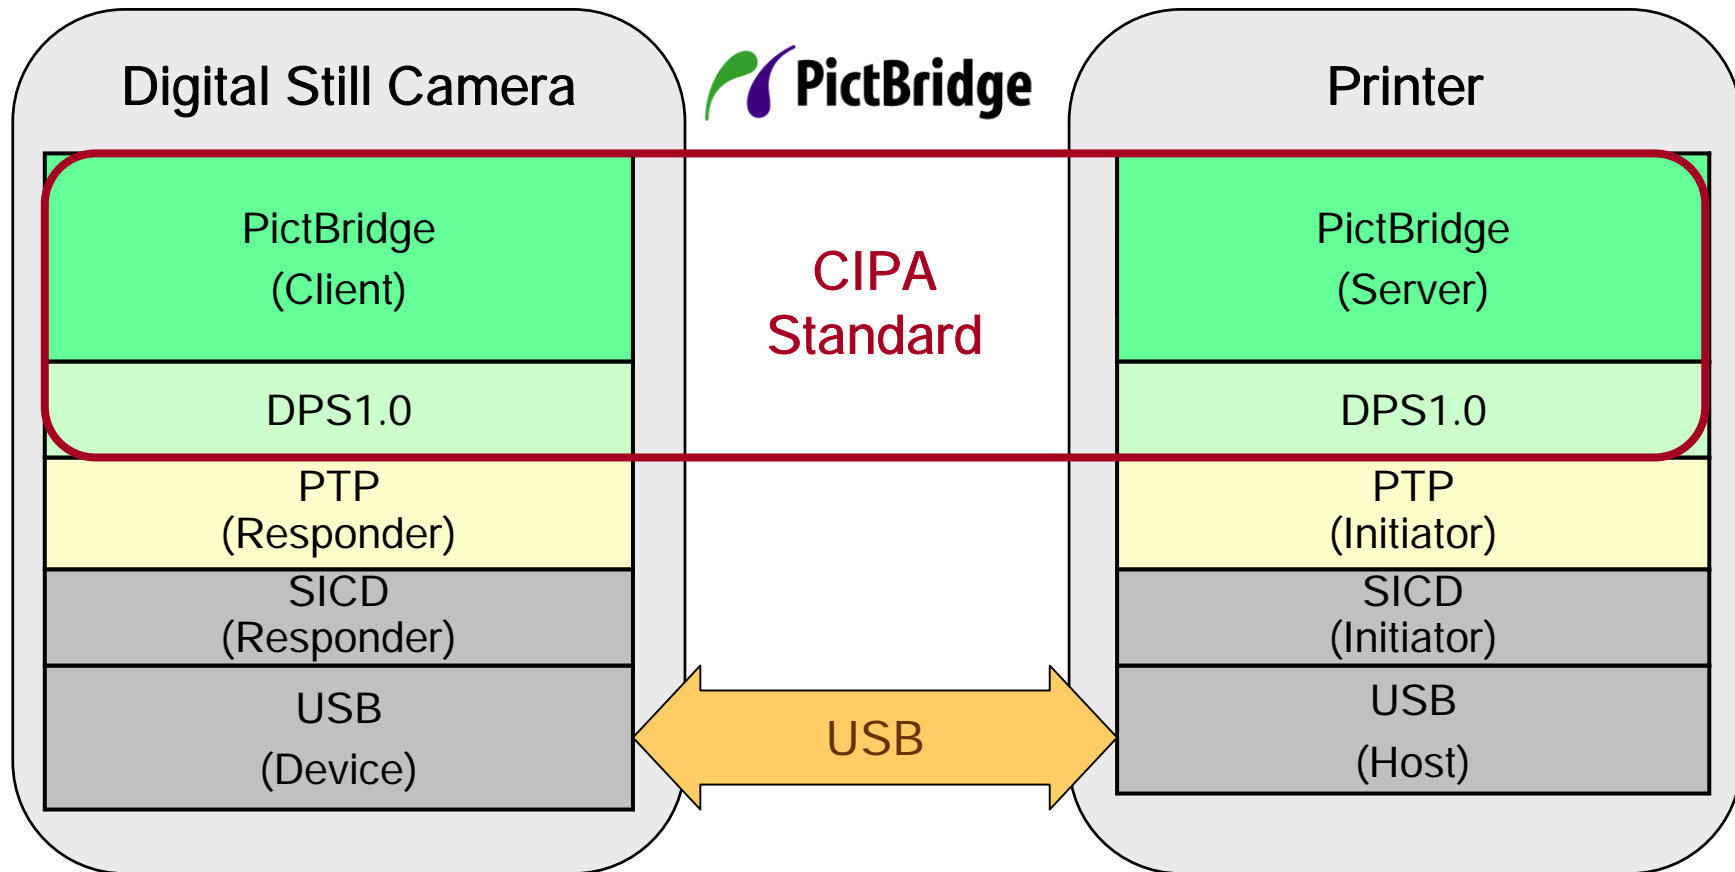 Digital Still Camera
PictBridge
Printer
PictBridge
(Client)
DPS1.0
PTP
(Responder)
SICD
(Responder)
USB
(Device)
CIPA
Standard
USB
PictBridge
(Server)
DPS1.0
PTP
(Initiator)
SICD
(Initiator)
USB
(Host)